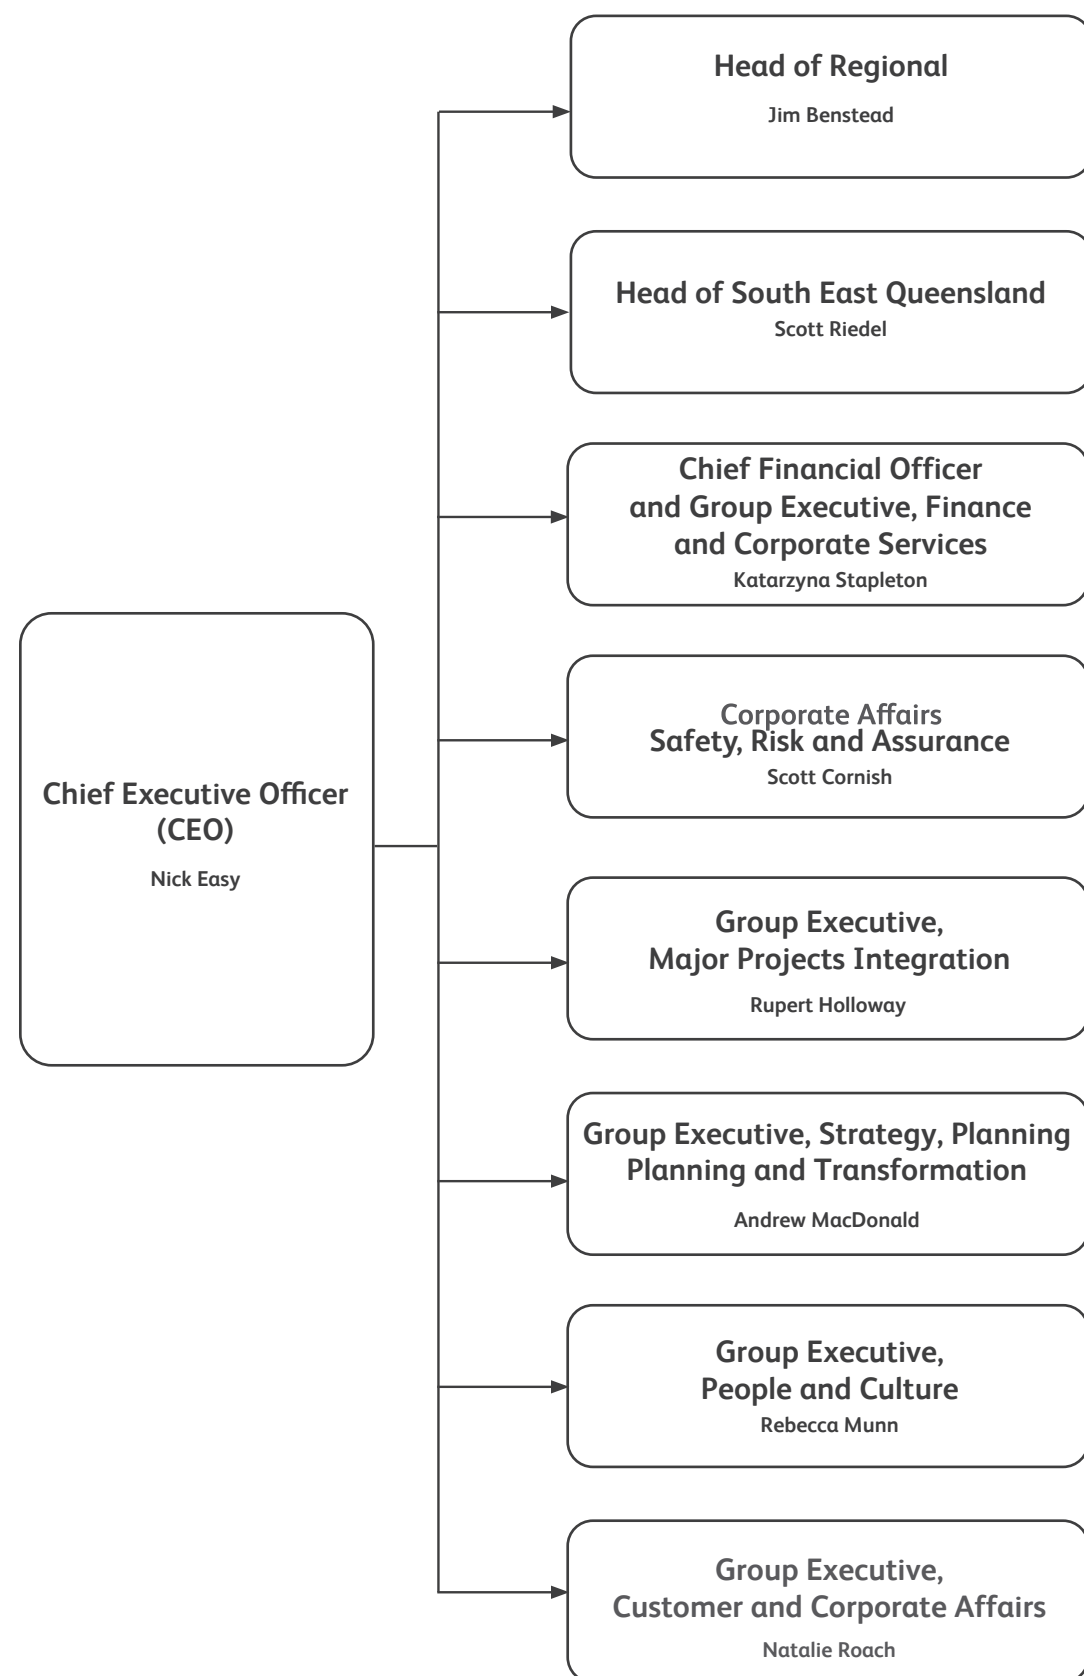 Head of Regional
Jim Benstead
Head of South East Queensland
Scott Riedel
Chief Financial Officer
and Group Executive, Finance
and Corporate Services
Katarzyna Stapleton
Corporate Affairs
Safety, Risk and Assurance
Scott Cornish
Chief Executive Officer
(CEO)
Nick Easy
Group Executive,
Major Projects Integration
Rupert Holloway
Group Executive, Strategy, Planning
Planning and Transformation
Andrew MacDonald
Group Executive,
People and Culture
Rebecca Munn
Group Executive,
Customer and Corporate Affairs
Natalie Roach